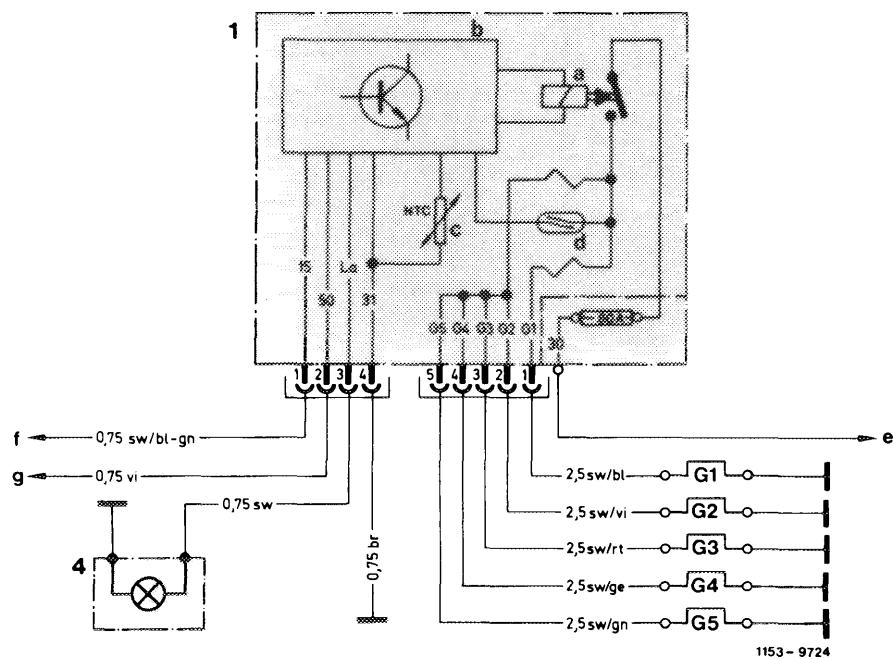 1
b
a
NTC
c
d
15
50
La
31
G5
G4
G3
G2
G1
30
80A
1
2
3
4
5
4
3
2
1
f
0,75 sw/bl-gn
e
g
0,75 vi
0,75 sw
4
0,75 br
2,5 sw/bl
G1
2,5 sw/vi
G2
2,5 sw/rt
G3
2,5 sw/ge
G4
2,5 sw/gn
G5
1153-9724